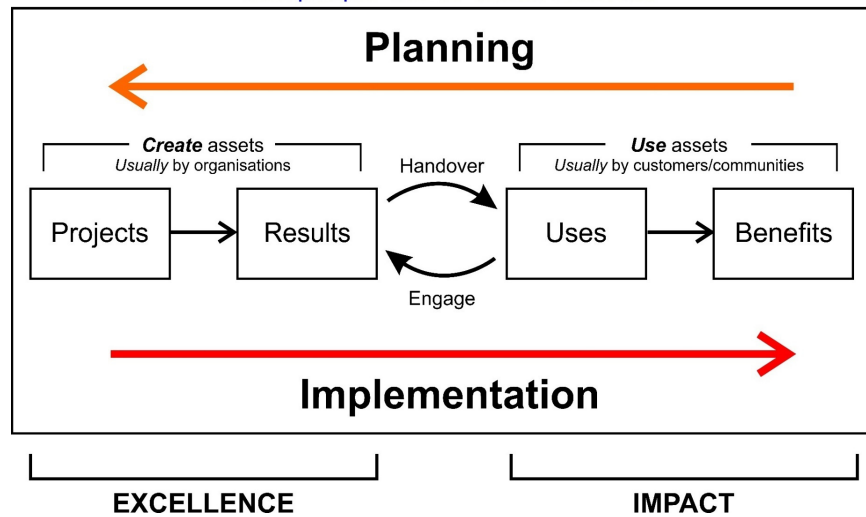 Planning
Create assets
Usually by organisations
Use assets
Usually by customers/communities
Handover
Projects
Results
Uses
Benefits
Engage
Implementation
EXCELLENCE
IMPACT